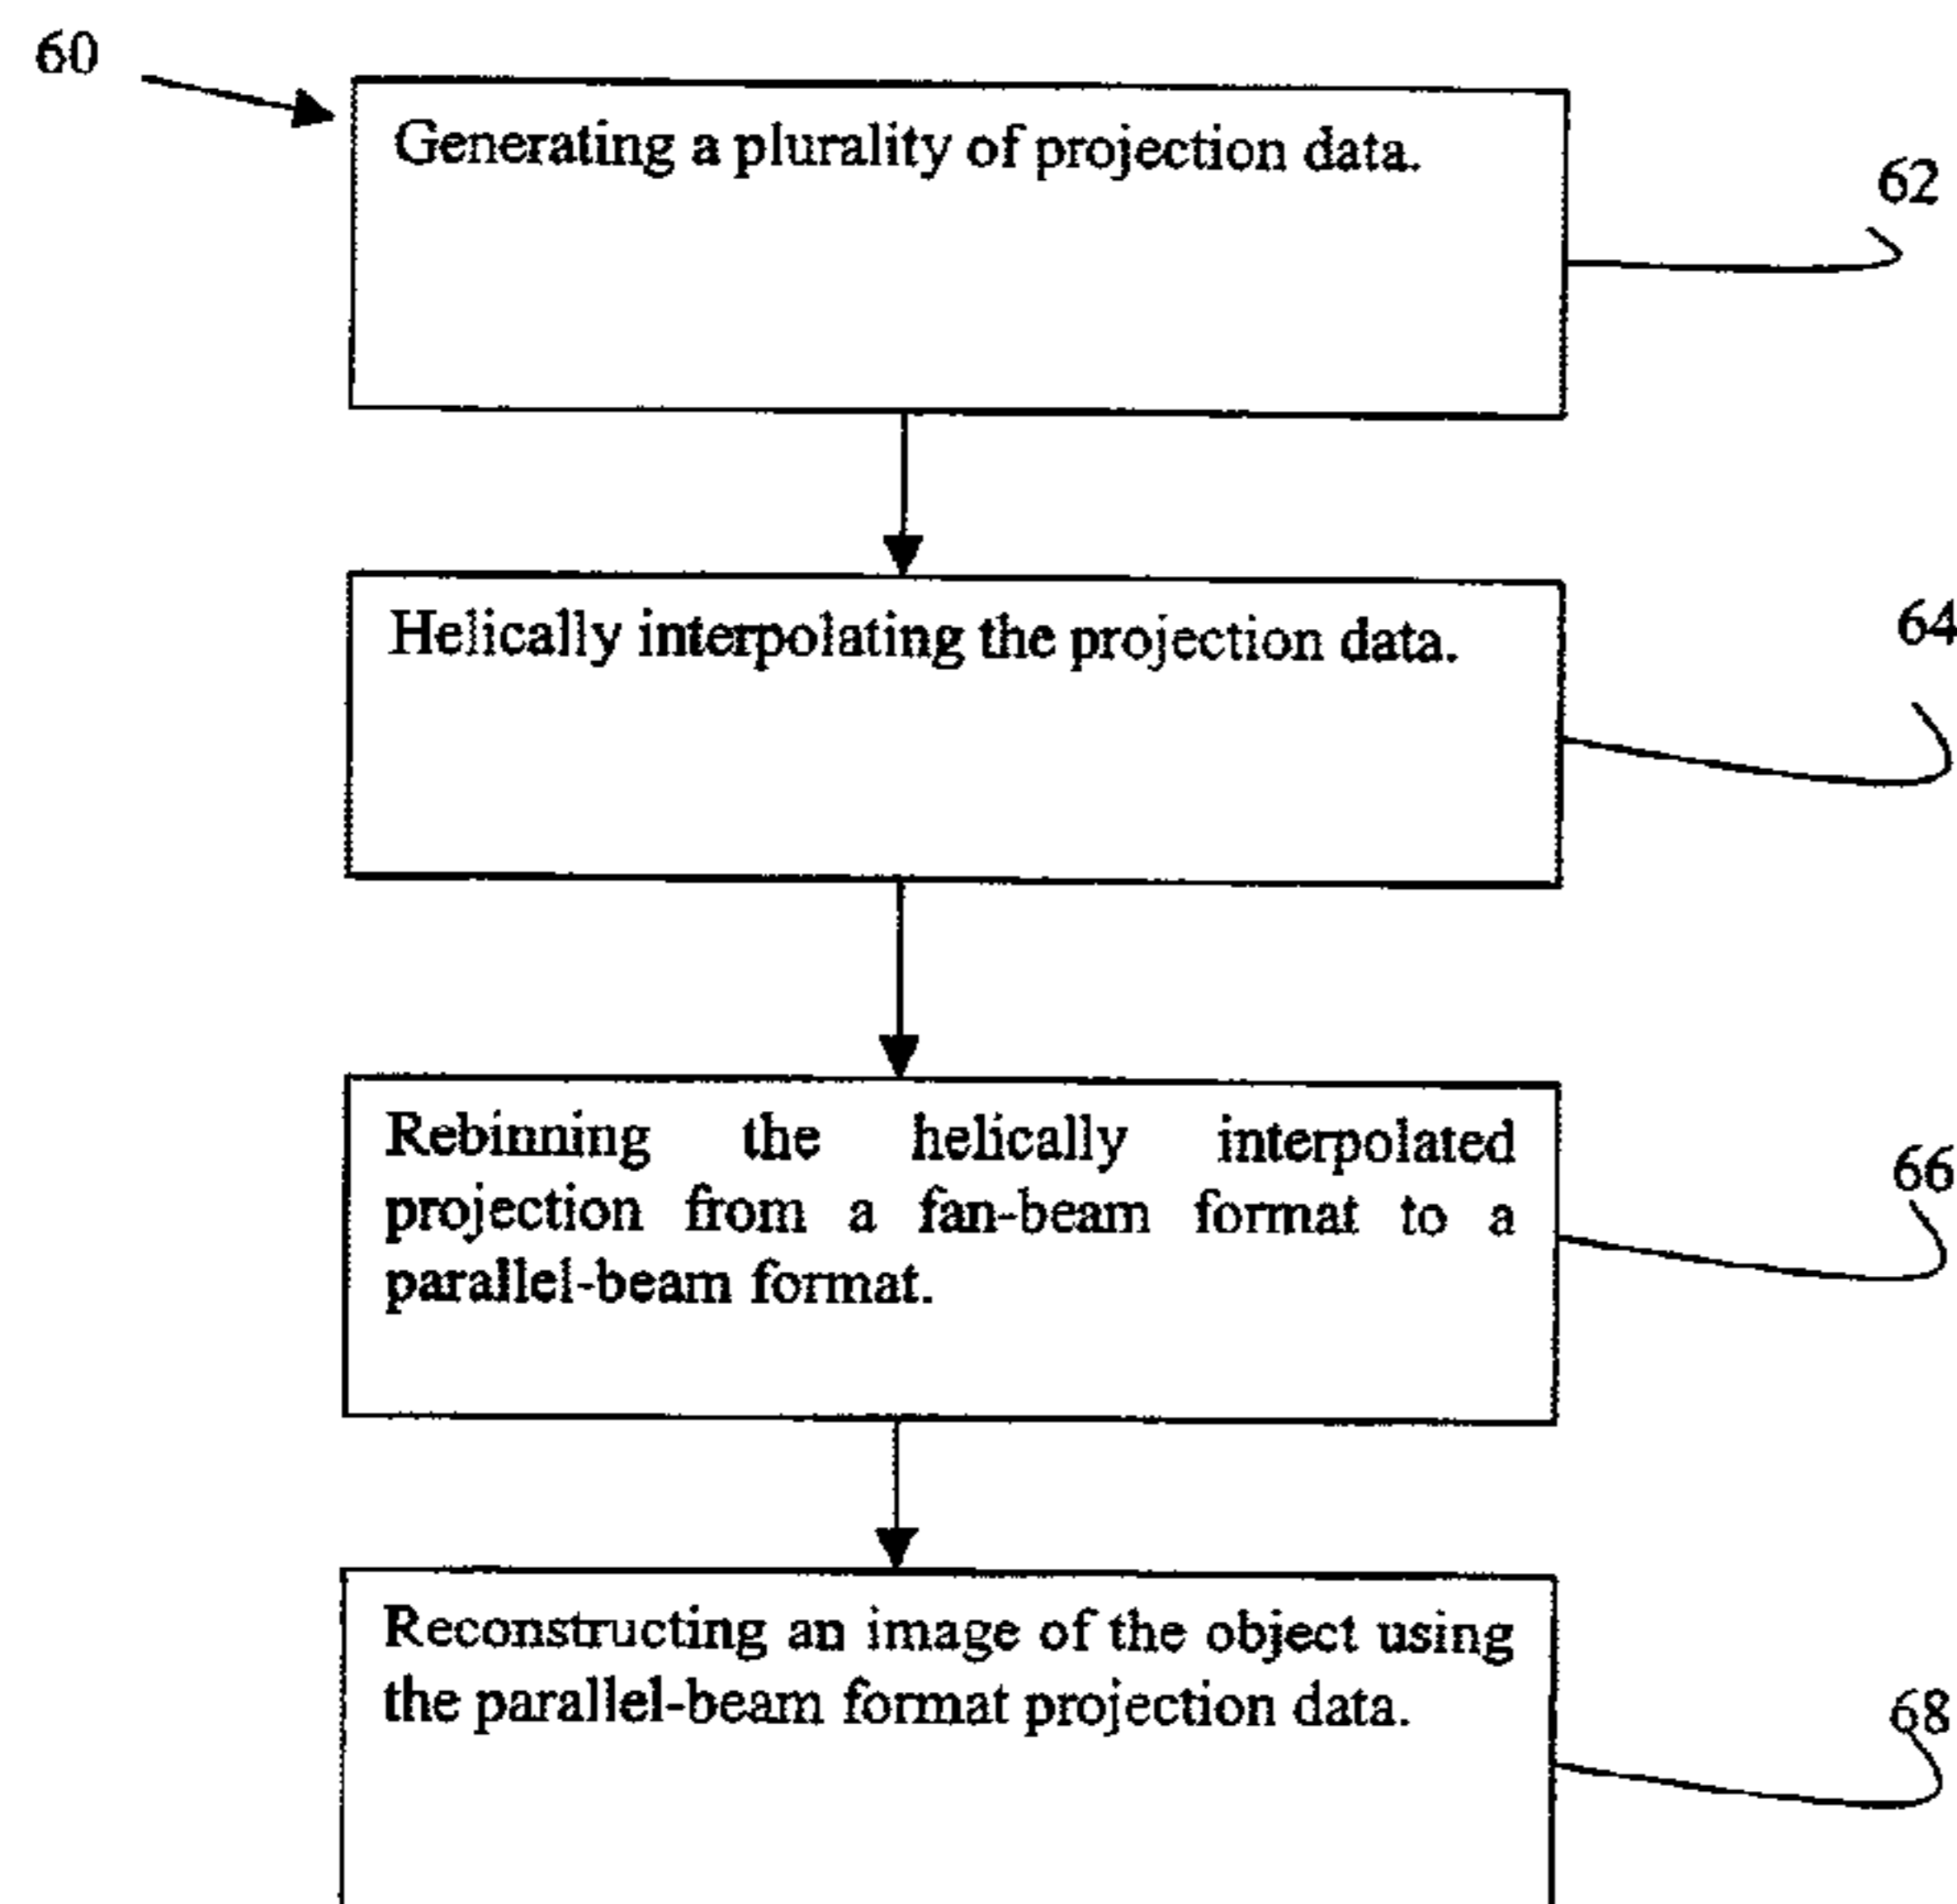 60
Generating a plurality of projection data.
62
Helically interpolating the projection data.
64
Rebinning the helically interpolated
projection from a fan-beam format to a
parallel-beam format.
66
Reconstructing an image of the object using
the parallel-beam format projection data.
68